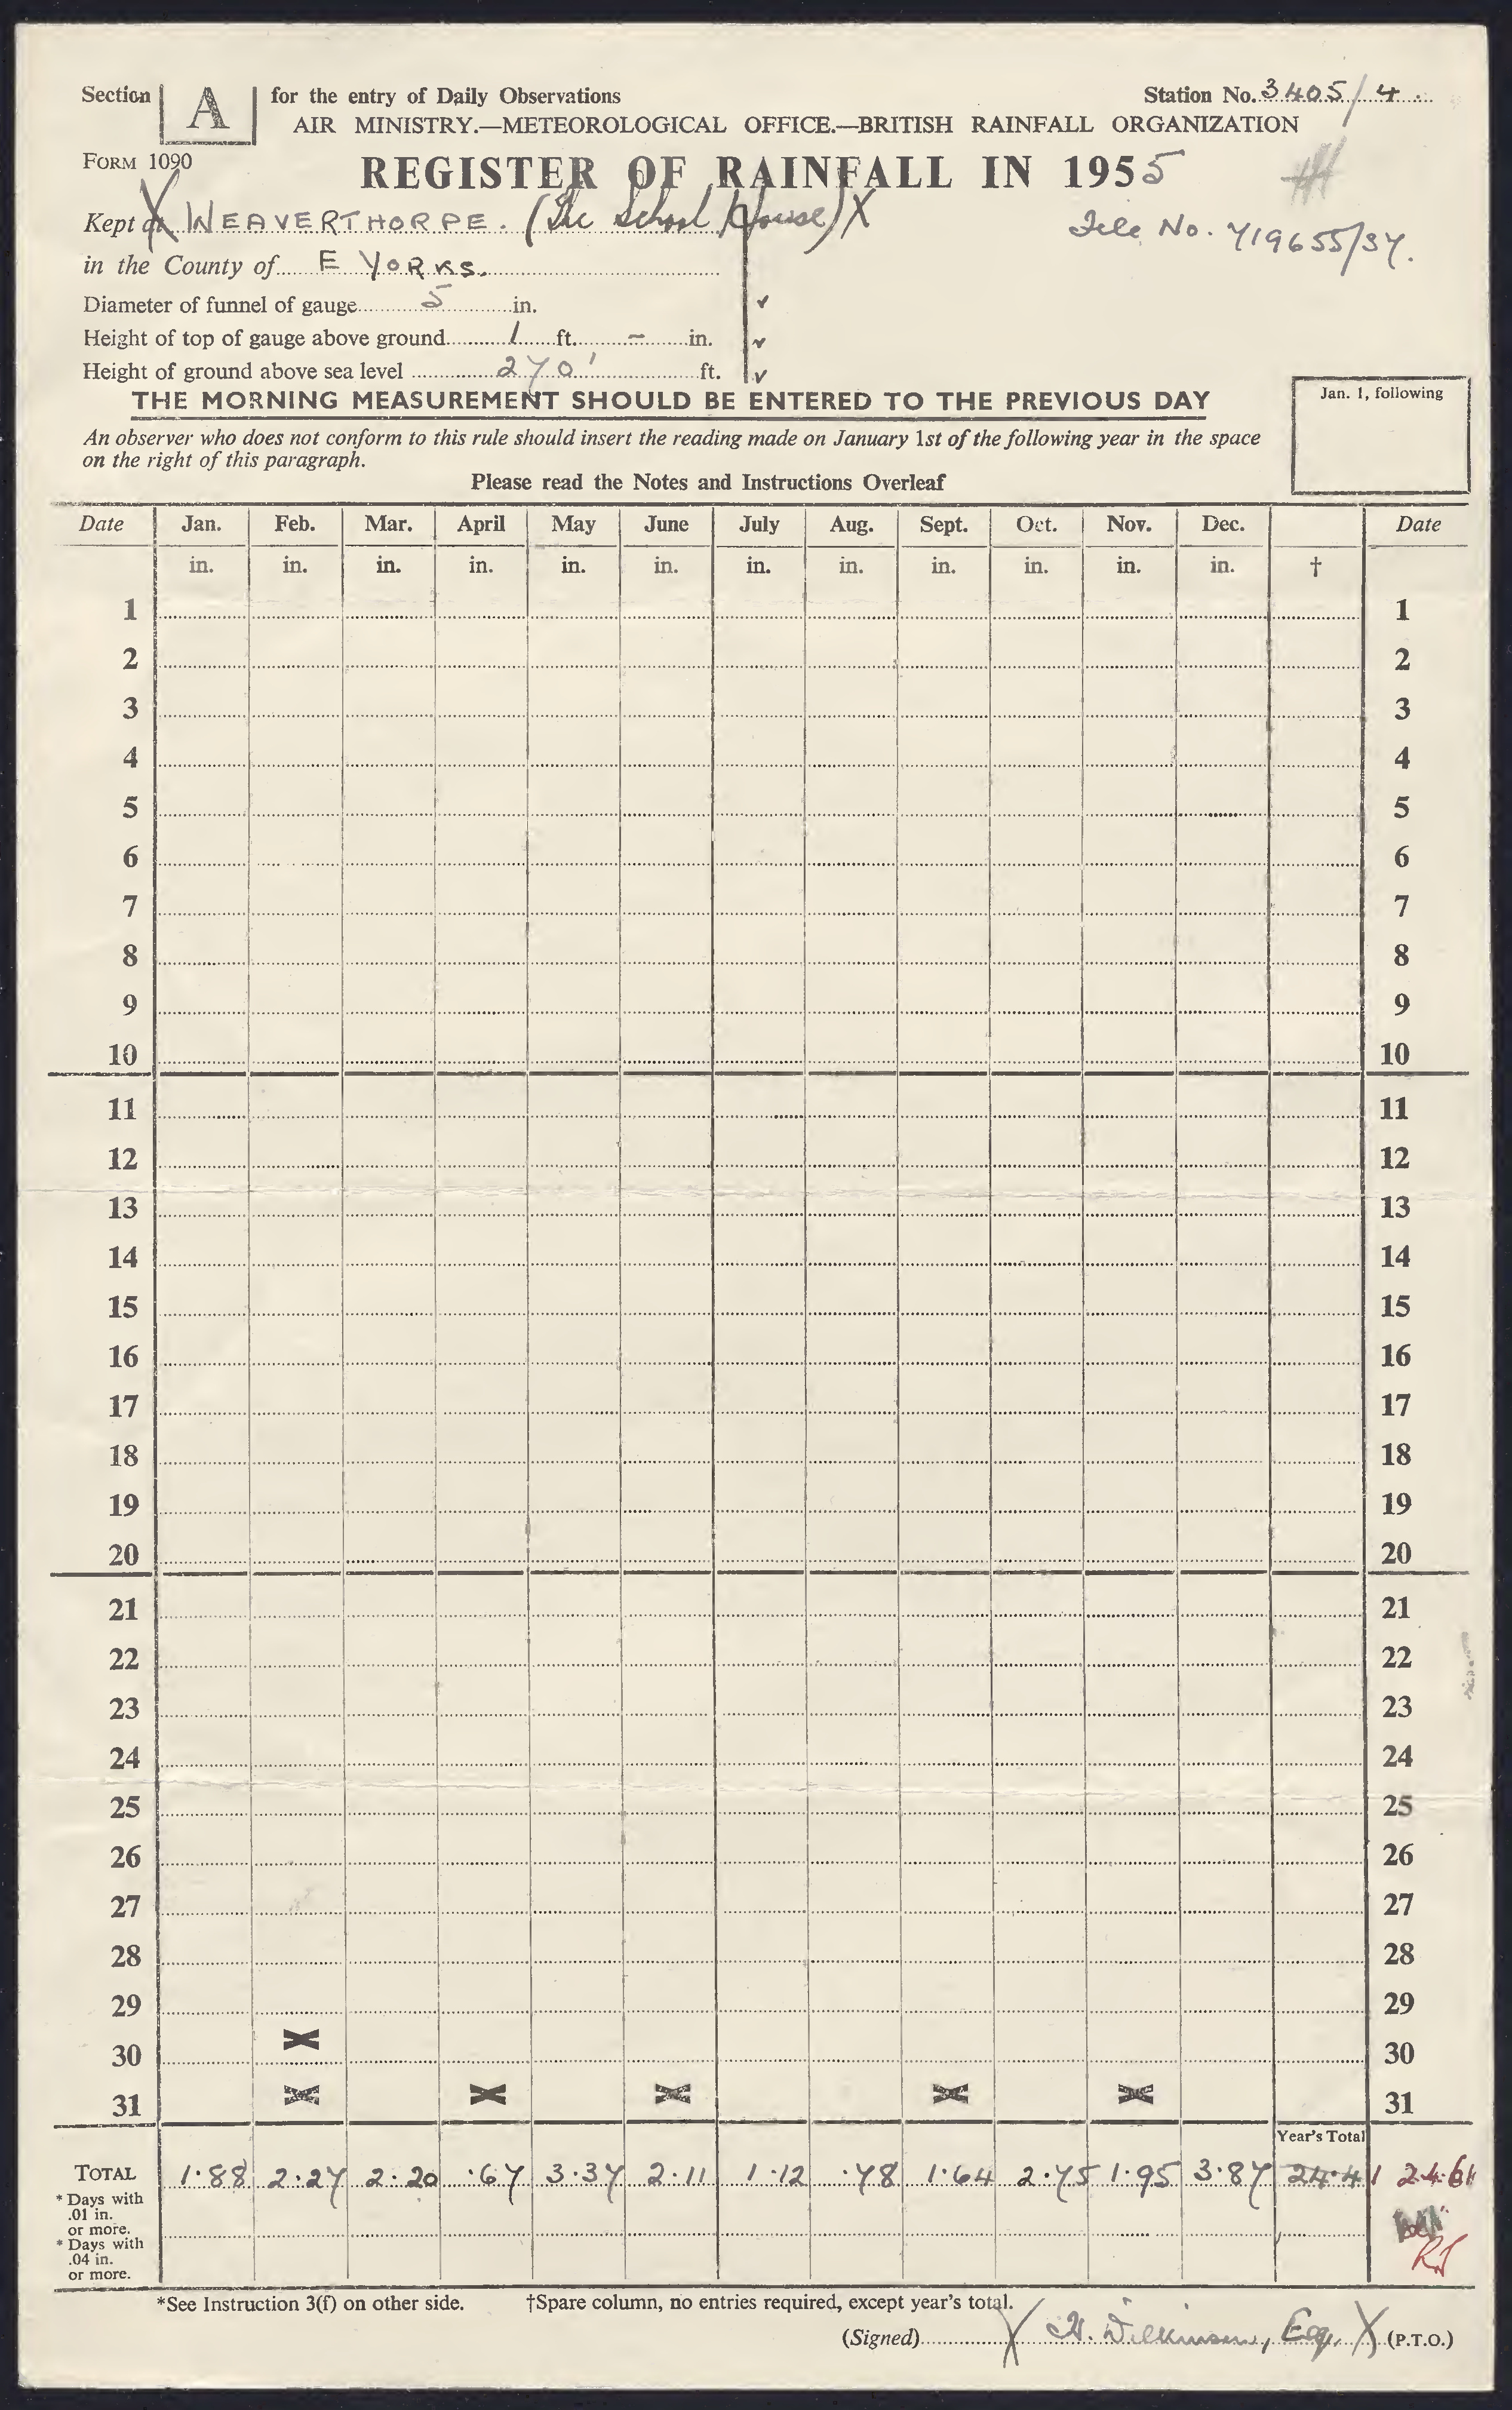 Section A for the entry of Daily Observations Station No. 3405/4
AIR MINISTRY.—METEOROLOGICAL OFFICE.—BRITISH RAINFALL ORGANIZATION
FORM 1090
REGISTER OF RAINFALL IN 1955
Kept at WEAVERTHORPE. (The School House) X
File No. 719655/57.
in the County of E YORKS.
Diameter of funnel of gauge 5 in. ✓
Height of top of gauge above ground 1 ft. – in. ✓
Height of ground above sea level 270' ft. ✓
THE MORNING MEASUREMENT SHOULD BE ENTERED TO THE PREVIOUS DAY
Jan. 1, following
An observer who does not conform to this rule should insert the reading made on January 1st of the following year in the space
on the right of this paragraph.
Please read the Notes and Instructions Overleaf
Date Jan. Feb. Mar. April May June July Aug. Sept. Oct. Nov. Dec. Date
in. in. in. in. in. in. in. in. in. in. in. in. †
1 1
2 2
3 3
4 4
5 5
6 6
7 7
8 8
9 9
10 10
11 11
12 12
13 13
14 14
15 15
16 16
17 17
18 18
19 19
20 20
21 21
22 22
23 23
24 24
25 25
26 26
27 27
28 28
29 29
30 30
31 31
Year's Total
TOTAL 1.88 2.27 2.20 .67 3.37 2.11 1.12 .78 1.64 2.75 1.95 3.87 24.41 24.61
* Days with
.01 in.
or more.
* Days with
.04 in.
or more.
RJ
*See Instruction 3(f) on other side. †Spare column, no entries required, except year's total.
(Signed) X H. Wilkinson, Esq. X (P.T.O.)